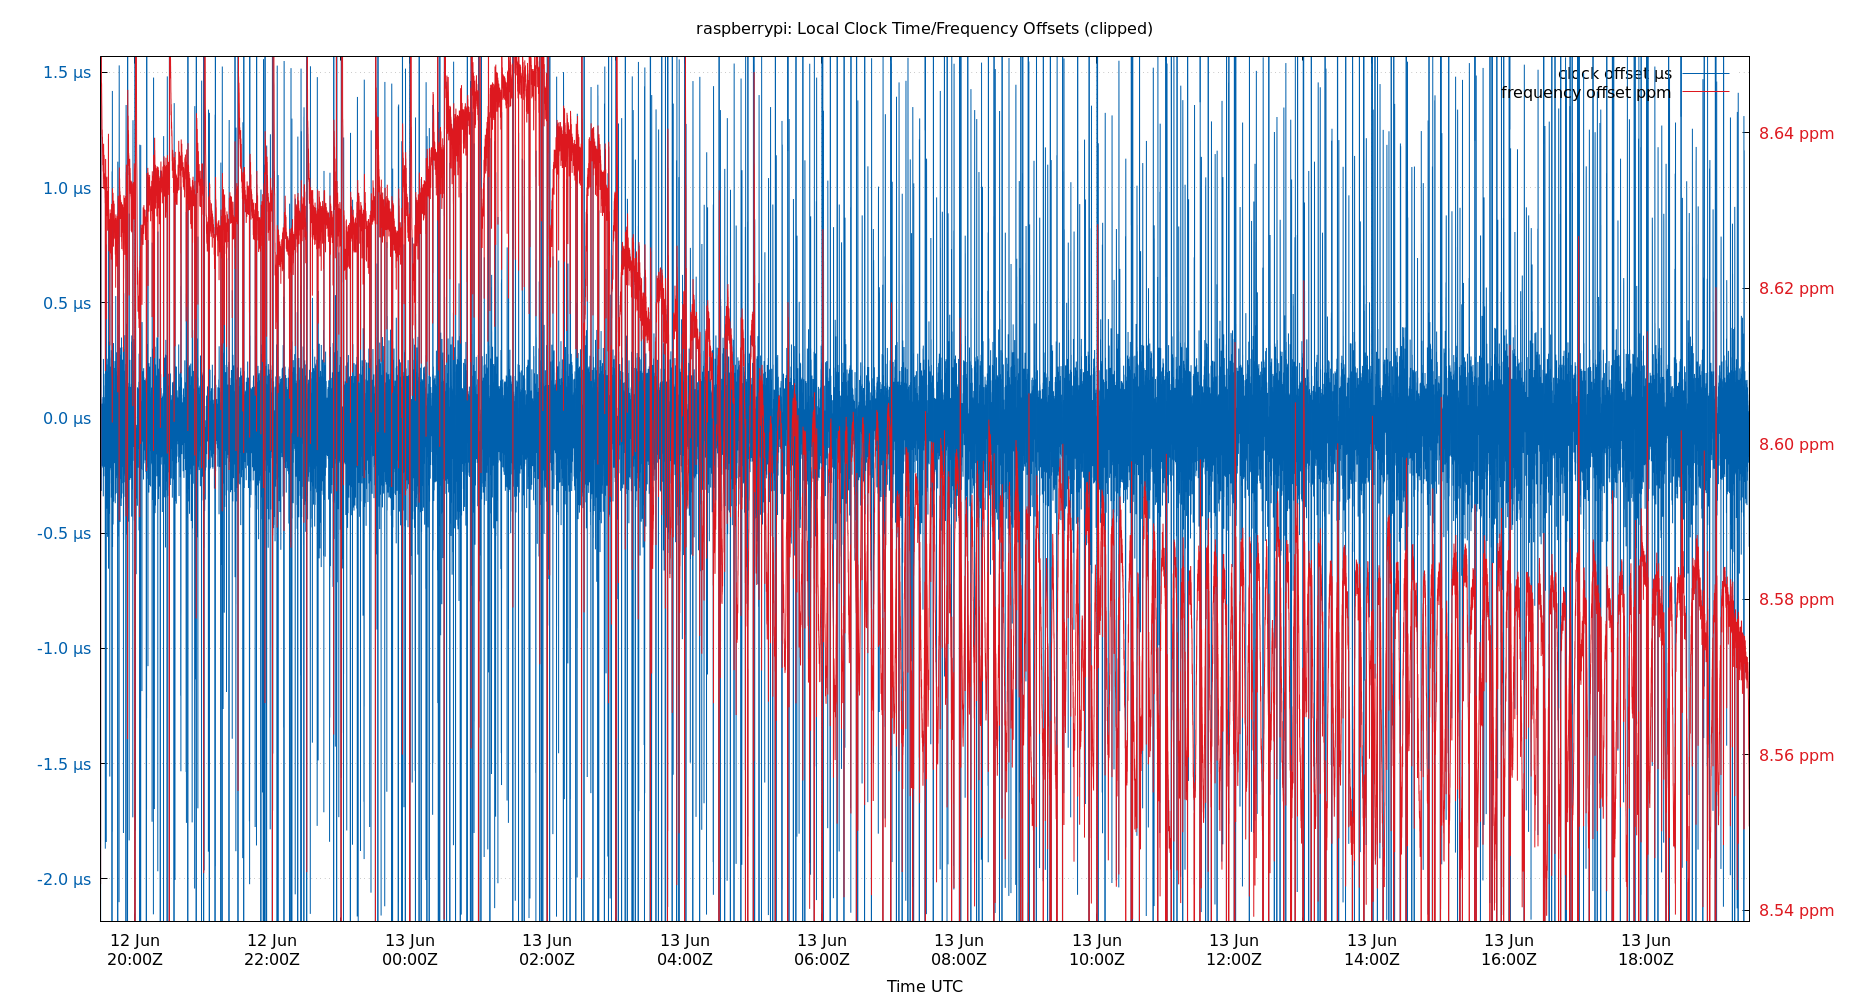 raspberrypi: Local Clock Time/Frequency Offsets (clipped)
clock offset µs
frequency offset ppm
1.5 µs
1.0 µs
0.5 µs
0.0 µs
-0.5 µs
-1.0 µs
-1.5 µs
-2.0 µs
8.64 ppm
8.62 ppm
8.60 ppm
8.58 ppm
8.56 ppm
8.54 ppm
12 Jun 12 Jun 13 Jun 13 Jun 13 Jun 13 Jun 13 Jun 13 Jun 13 Jun 13 Jun 13 Jun 13 Jun
20:00Z 22:00Z 00:00Z 02:00Z 04:00Z 06:00Z 08:00Z 10:00Z 12:00Z 14:00Z 16:00Z 18:00Z
Time UTC